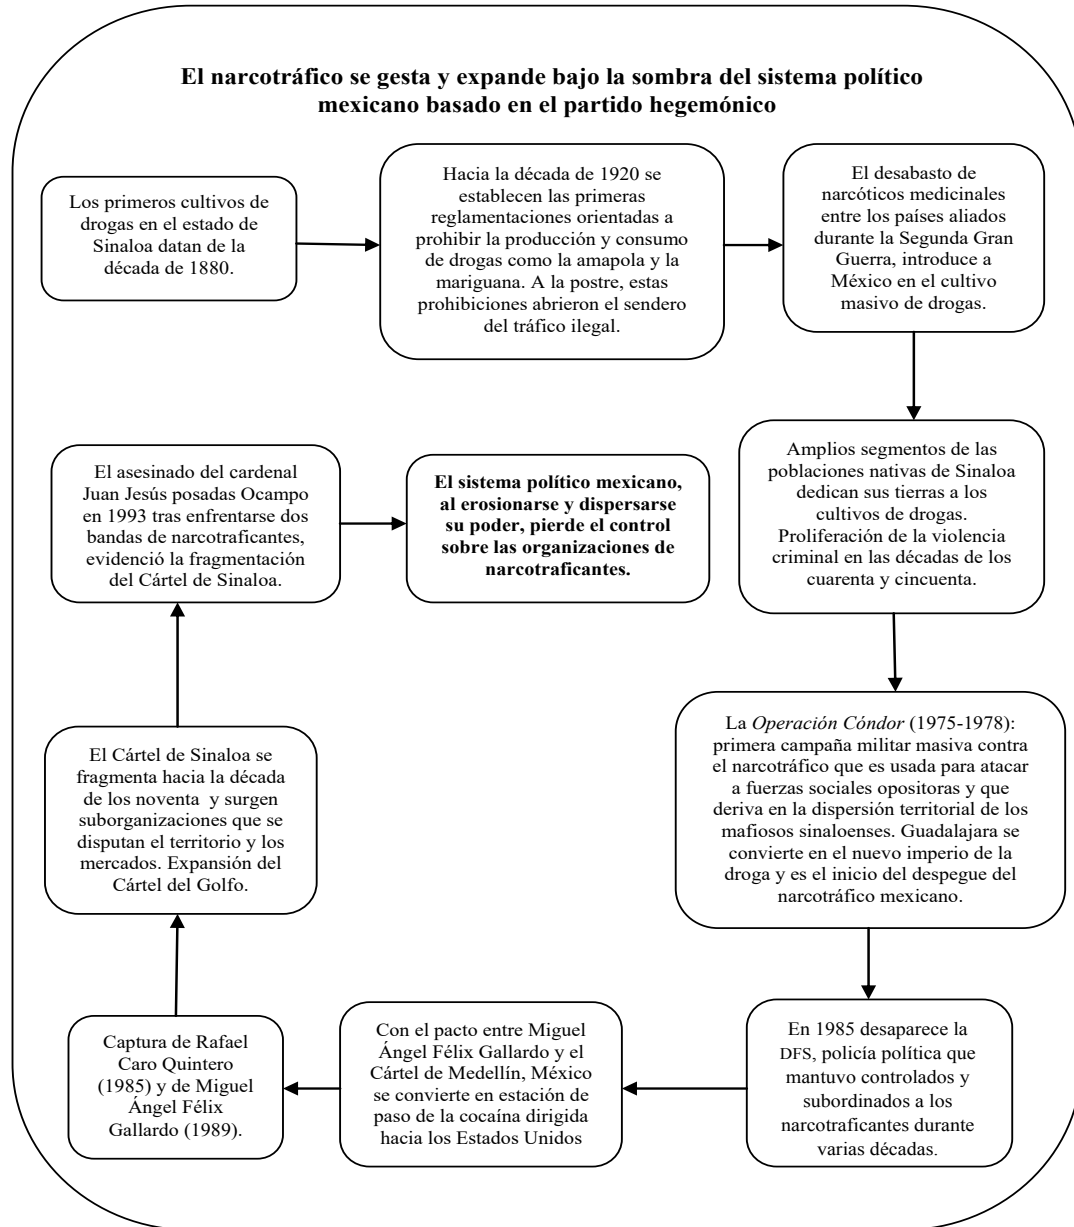 El narcotráfico se gesta y expande bajo la sombra del sistema político
mexicano basado en el partido hegemónico
Los primeros cultivos de
drogas en el estado de
Sinaloa datan de la
década de 1880.
Hacia la década de 1920 se
establecen las primeras
reglamentaciones orientadas a
prohibir la producción y consumo
de drogas como la amapola y la
mariguana. A la postre, estas
prohibiciones abrieron el sendero
del tráfico ilegal.
El desabasto de
narcóticos medicinales
entre los países aliados
durante la Segunda Gran
Guerra, introduce a
México en el cultivo
masivo de drogas.
Amplios segmentos de las
poblaciones nativas de Sinaloa
dedican sus tierras a los
cultivos de drogas.
Proliferación de la violencia
criminal en las décadas de los
cuarenta y cincuenta.
La Operación Cóndor (1975-1978):
primera campaña militar masiva contra
el narcotráfico que es usada para atacar
a fuerzas sociales opositoras y que
deriva en la dispersión territorial de los
mafiosos sinaloenses. Guadalajara se
convierte en el nuevo imperio de la
droga y es el inicio del despegue del
narcotráfico mexicano.
En 1985 desaparece la
DFS, policía política que
mantuvo controlados y
subordinados a los
narcotraficantes durante
varias décadas.
Con el pacto entre Miguel
Ángel Félix Gallardo y el
Cártel de Medellín, México
se convierte en estación de
paso de la cocaína dirigida
hacia los Estados Unidos
Captura de Rafael
Caro Quintero
(1985) y de Miguel
Ángel Félix
Gallardo (1989).
El Cártel de Sinaloa se
fragmenta hacia la década
de los noventa y surgen
suborganizaciones que se
disputan el territorio y los
mercados. Expansión del
Cártel del Golfo.
El asesinado del cardenal
Juan Jesús posadas Ocampo
en 1993 tras enfrentarse dos
bandas de narcotraficantes,
evidenció la fragmentación
del Cártel de Sinaloa.
El sistema político mexicano,
al erosionarse y dispersarse
su poder, pierde el control
sobre las organizaciones de
narcotraficantes.